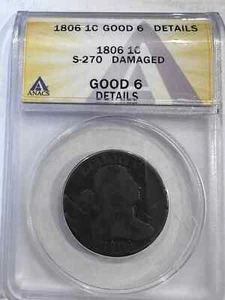 1806 1C GOOD 6 DETAILS
1806 1C
S-270 DAMAGED
GOOD 6
DETAILS
ANACS